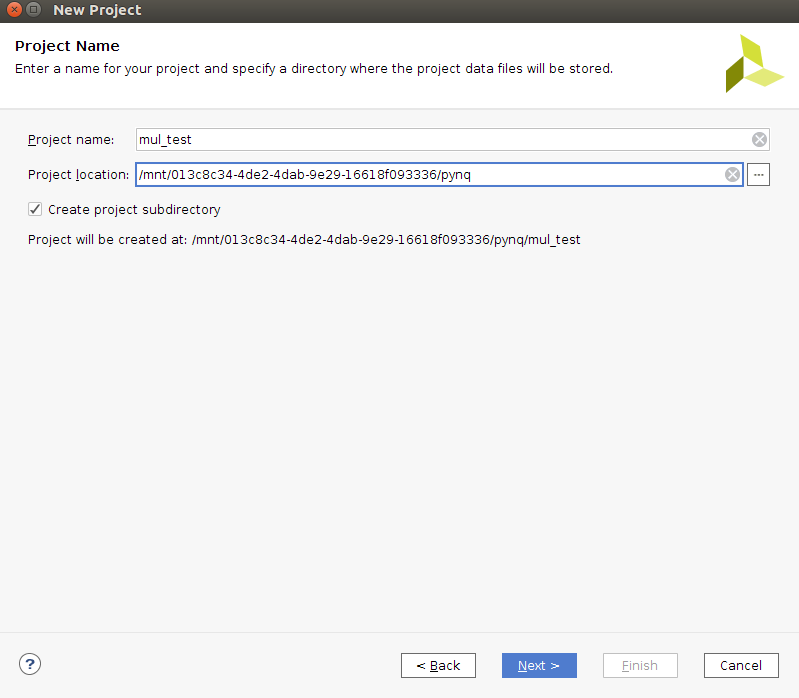 New Project
Project Name
Enter a name for your project and specify a directory where the project data files will be stored.
Project name: mul_test
Project location: /mnt/013c8c34-4de2-4dab-9e29-16618f093336/pynq ...
Create project subdirectory
Project will be created at: /mnt/013c8c34-4de2-4dab-9e29-16618f093336/pynq/mul_test
? < Back Next > Finish Cancel